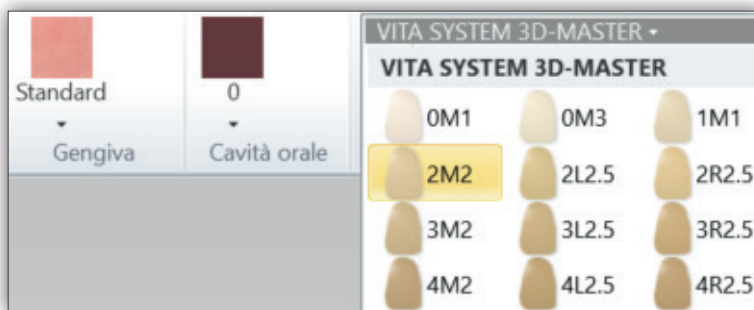 Standard
0
Gengiva
Cavità orale
VITA SYSTEM 3D-MASTER
VITA SYSTEM 3D-MASTER
0M1 0M3 1M1
2M2 2L2.5 2R2.5
3M2 3L2.5 3R2.5
4M2 4L2.5 4R2.5